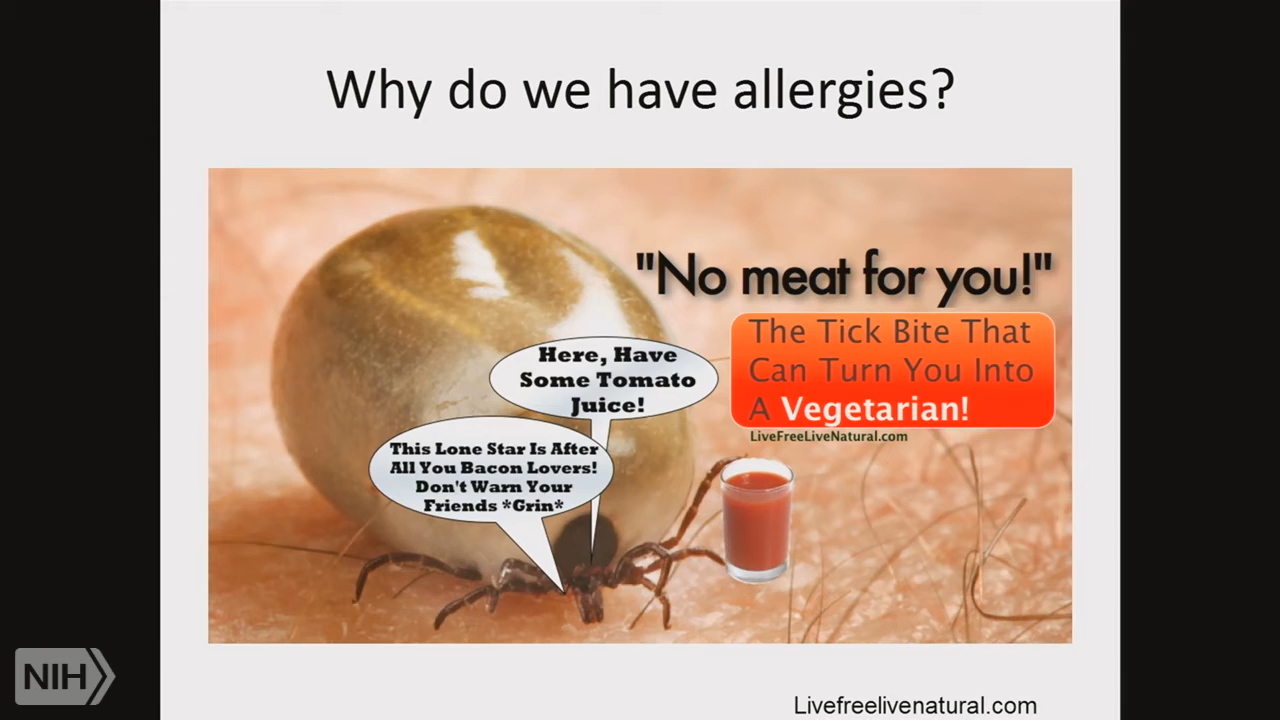 Why do we have allergies?
"No meat for you!"
The Tick Bite That
Can Turn You Into
A Vegetarian!
LiveFreeLiveNatural.com
Here, Have
Some Tomato
Juice!
This Lone Star Is After
All You Bacon Lovers!
Don't Warn Your
Friends *Grin*
NIH
Livefreelivenatural.com